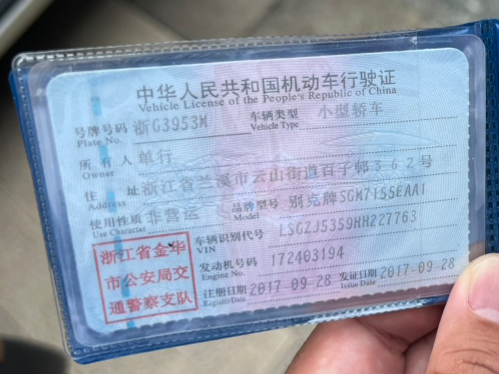 中华人民共和国机动车行驶证
Vehicle License of the People's Republic of China
号牌号码 浙G3953M 车辆类型 小型轿车
Plate No. Vehicle Type
所有人 单行
Owner
住址 浙江省兰溪市云山街道百子邨362号
Address
使用性质 非营运 品牌型号 别克牌SGM7155EAA1
Use Character Model
浙江省金华
市公安局交
通警察支队
车辆识别代号 LSGZJ5359HH227763
VIN
发动机号码 172403194
Engine No.
注册日期 2017-09-28 发证日期 2017-09-28
Register Date Issue Date